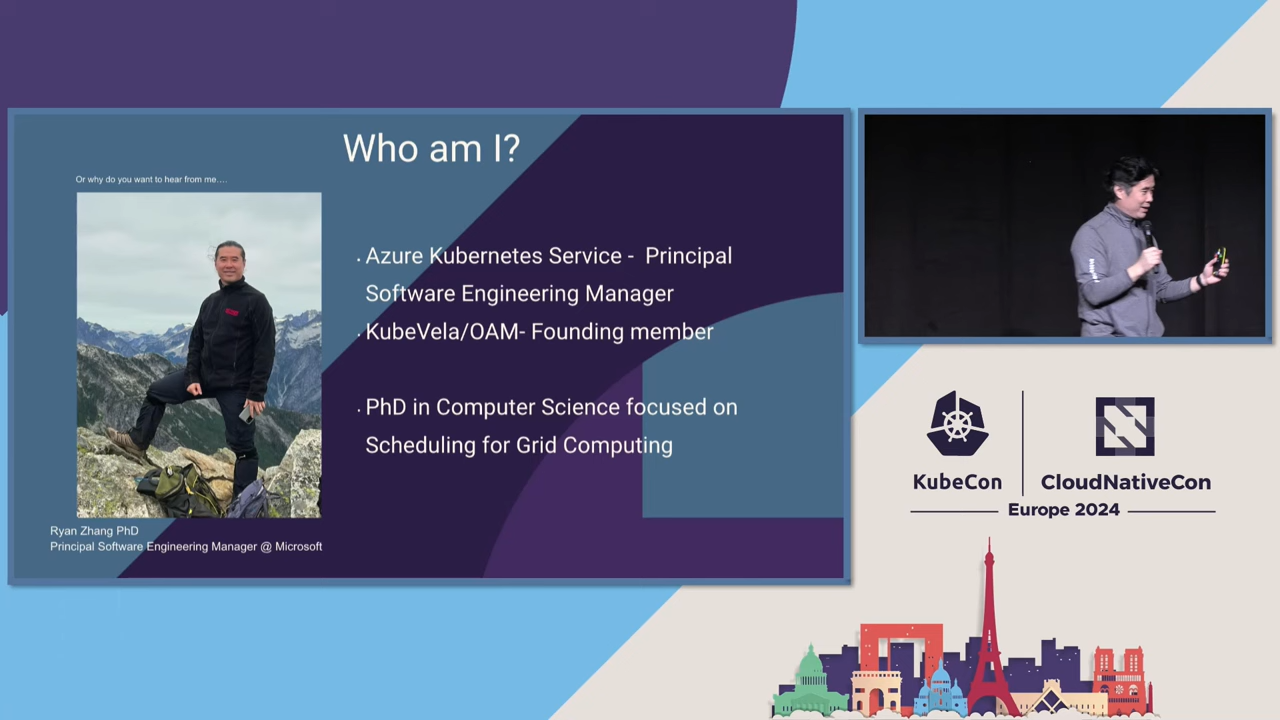 Who am I?
Or why do you want to hear from me....
· Azure Kubernetes Service - Principal
Software Engineering Manager
· KubeVela/OAM- Founding member
· PhD in Computer Science focused on
Scheduling for Grid Computing
Ryan Zhang PhD
Principal Software Engineering Manager @ Microsoft
KubeCon
CloudNativeCon
Europe 2024